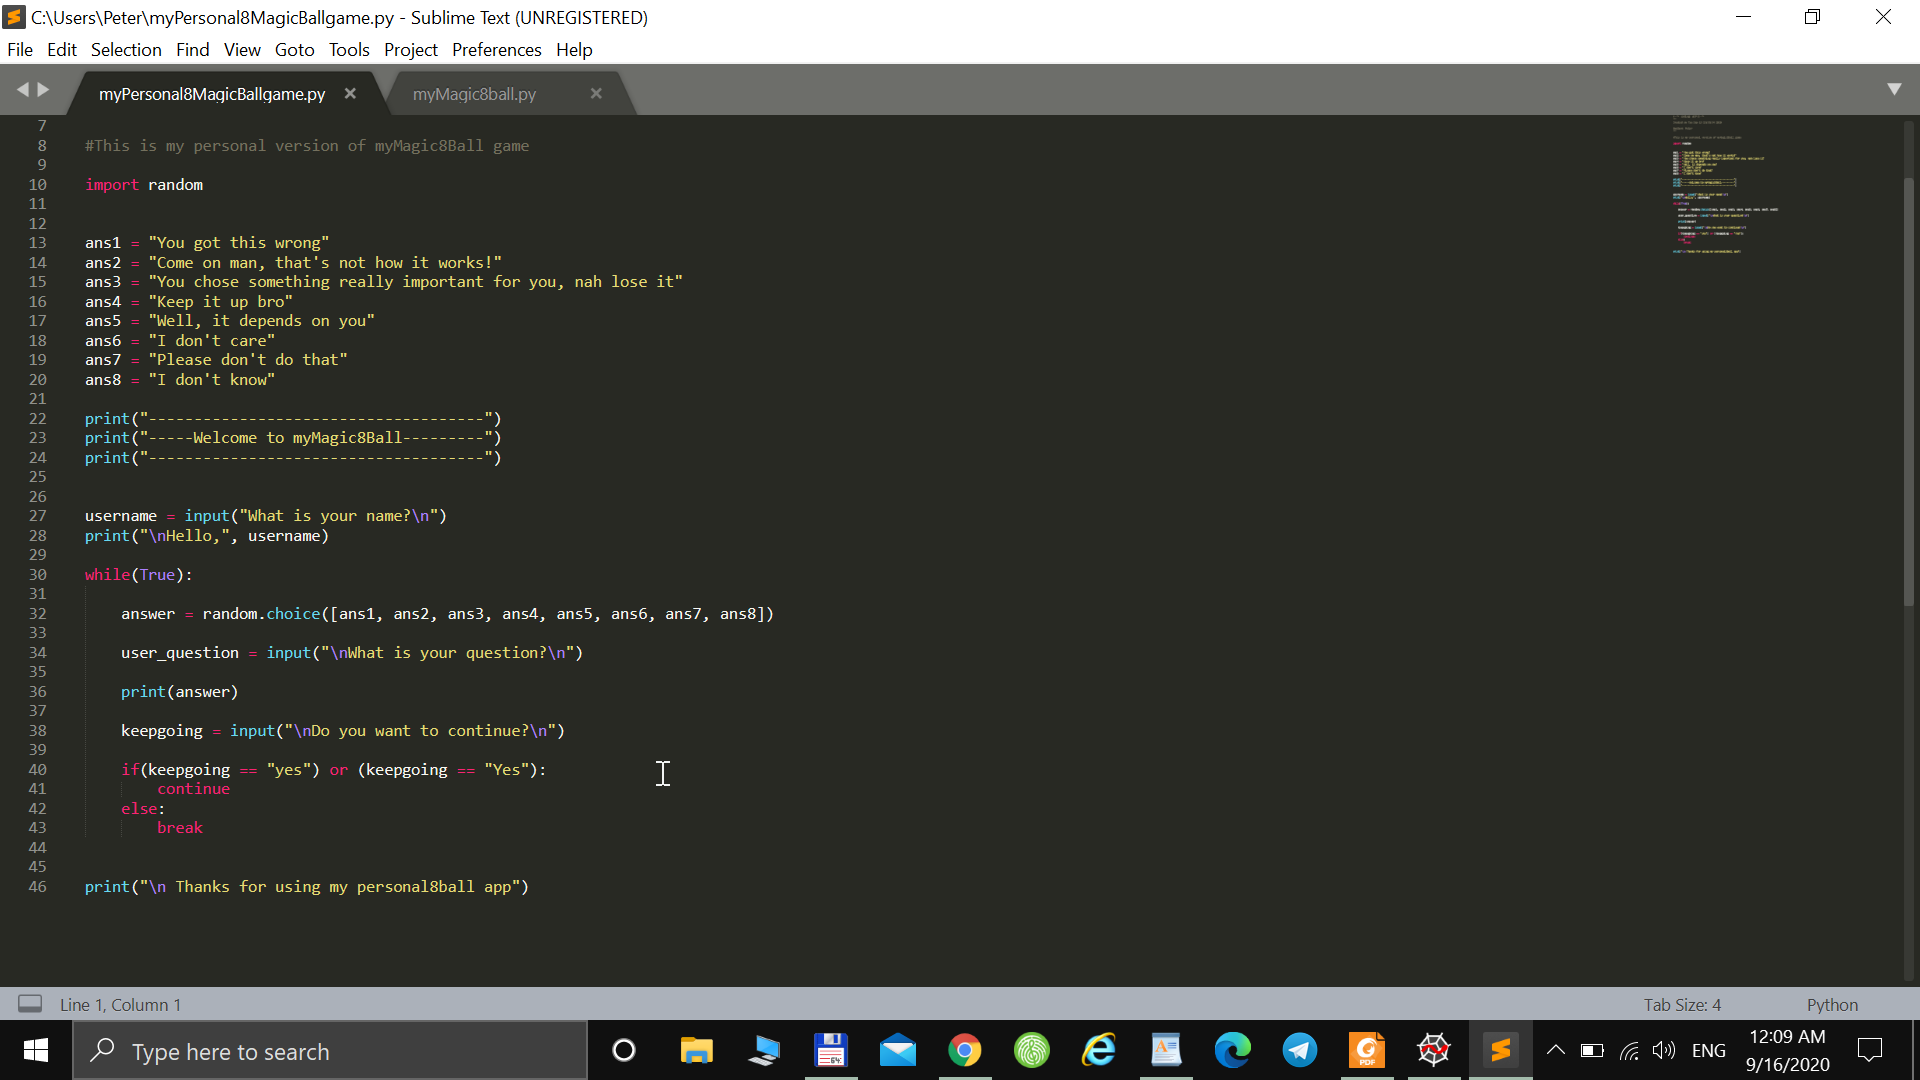 C:\Users\Peter\myPersonal8MagicBallgame.py - Sublime Text (UNREGISTERED)
File Edit Selection Find View Goto Tools Project Preferences Help
myPersonal8MagicBallgame.py × myMagic8ball.py ×
7
8 #This is my personal version of myMagic8Ball game
9
10 import random
11
12
13 ans1 = "You got this wrong"
14 ans2 = "Come on man, that's not how it works!"
15 ans3 = "You chose something really important for you, nah lose it"
16 ans4 = "Keep it up bro"
17 ans5 = "Well, it depends on you"
18 ans6 = "I don't care"
19 ans7 = "Please don't do that"
20 ans8 = "I don't know"
21
22 print("-------------------------------------")
23 print("-----Welcome to myMagic8Ball---------")
24 print("-------------------------------------")
25
26
27 username = input("What is your name?\n")
28 print("\nHello,", username)
29
30 while(True):
31
32 answer = random.choice([ans1, ans2, ans3, ans4, ans5, ans6, ans7, ans8])
33
34 user_question = input("\nWhat is your question?\n")
35
36 print(answer)
37
38 keepgoing = input("\nDo you want to continue?\n")
39
40 if(keepgoing == "yes") or (keepgoing == "Yes"):
41 continue
42 else:
43 break
44
45
46 print("\n Thanks for using my personal8ball app")
Line 1, Column 1 Tab Size: 4 Python
Type here to search 64 PDF ENG 12:09 AM
9/16/2020